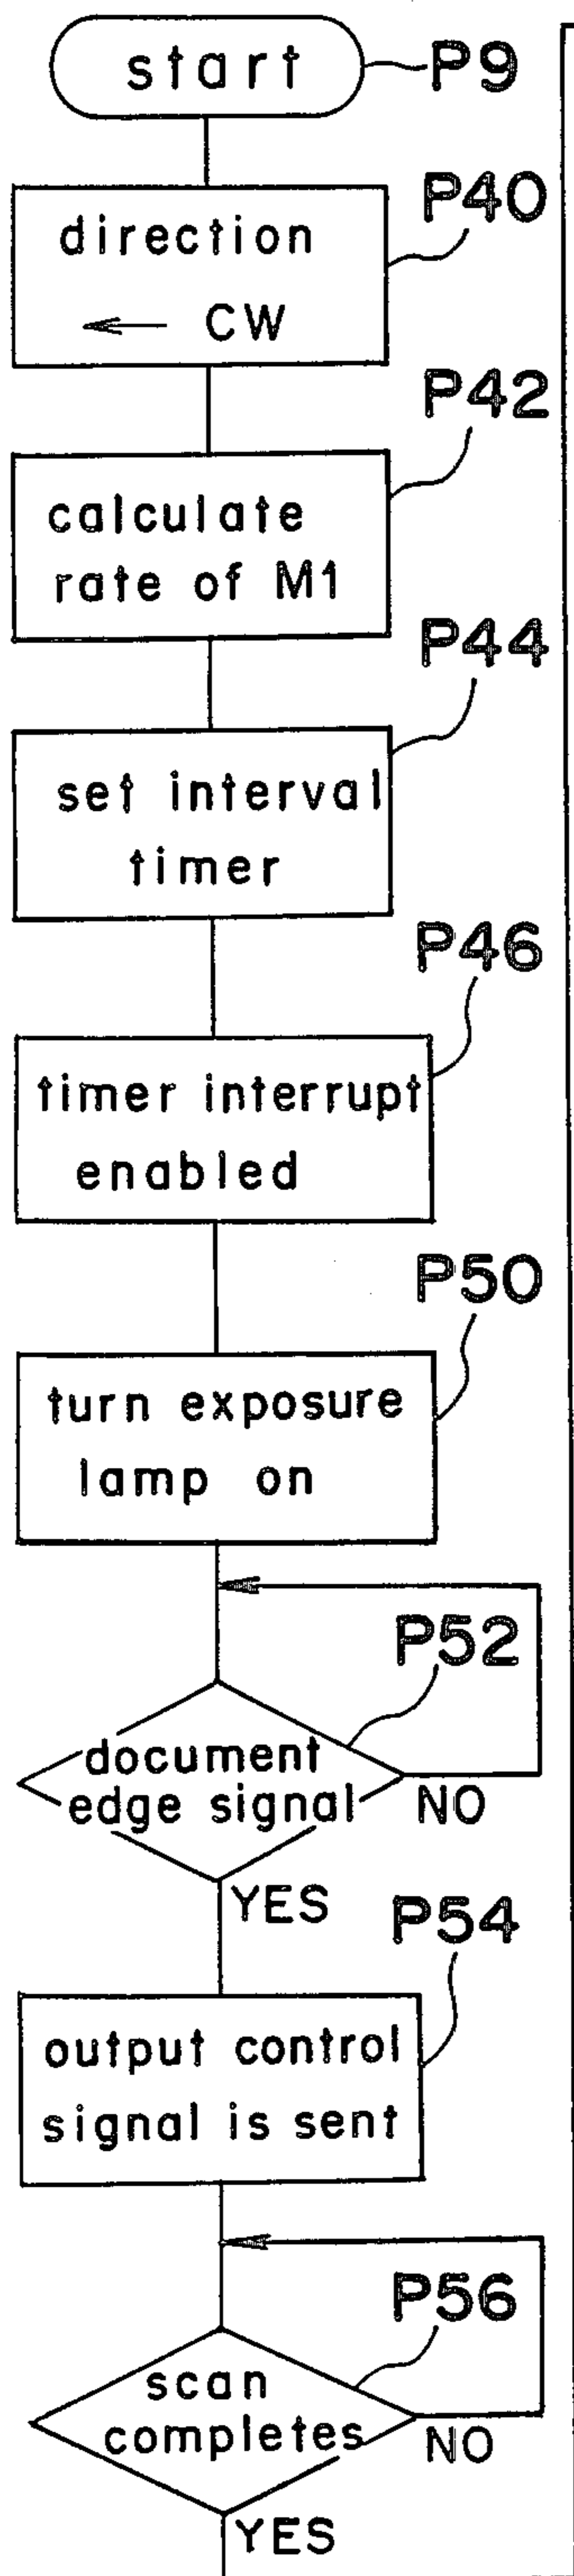 start
P9
P40
direction
← CW
P42
calculate
rate of M1
P44
set interval
timer
P46
timer interrupt
enabled
P50
turn exposure
lamp on
P52
document
edge signal
NO
YES
P54
output control
signal is sent
P56
scan
completes
NO
YES